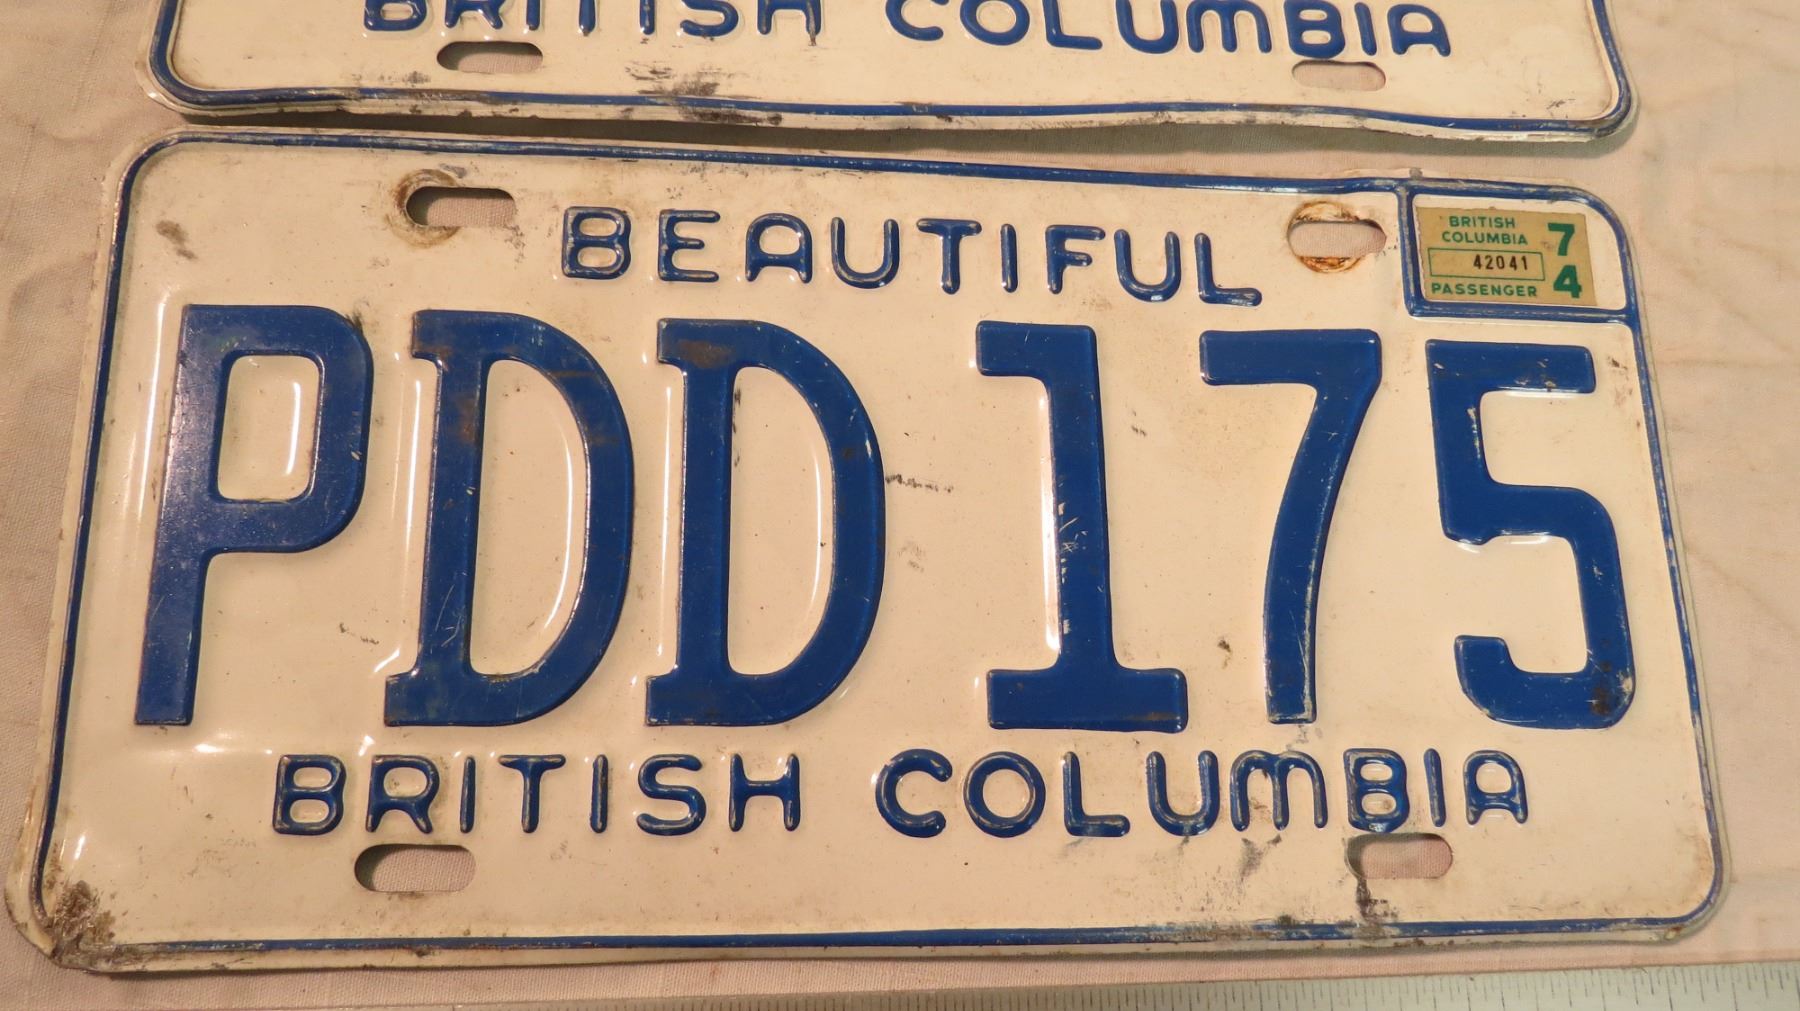 BRITISH COLUMBIA
BEAUTIFUL
BRITISH COLUMBIA 74
42041
PASSENGER
PDD 175
BRITISH COLUMBIA